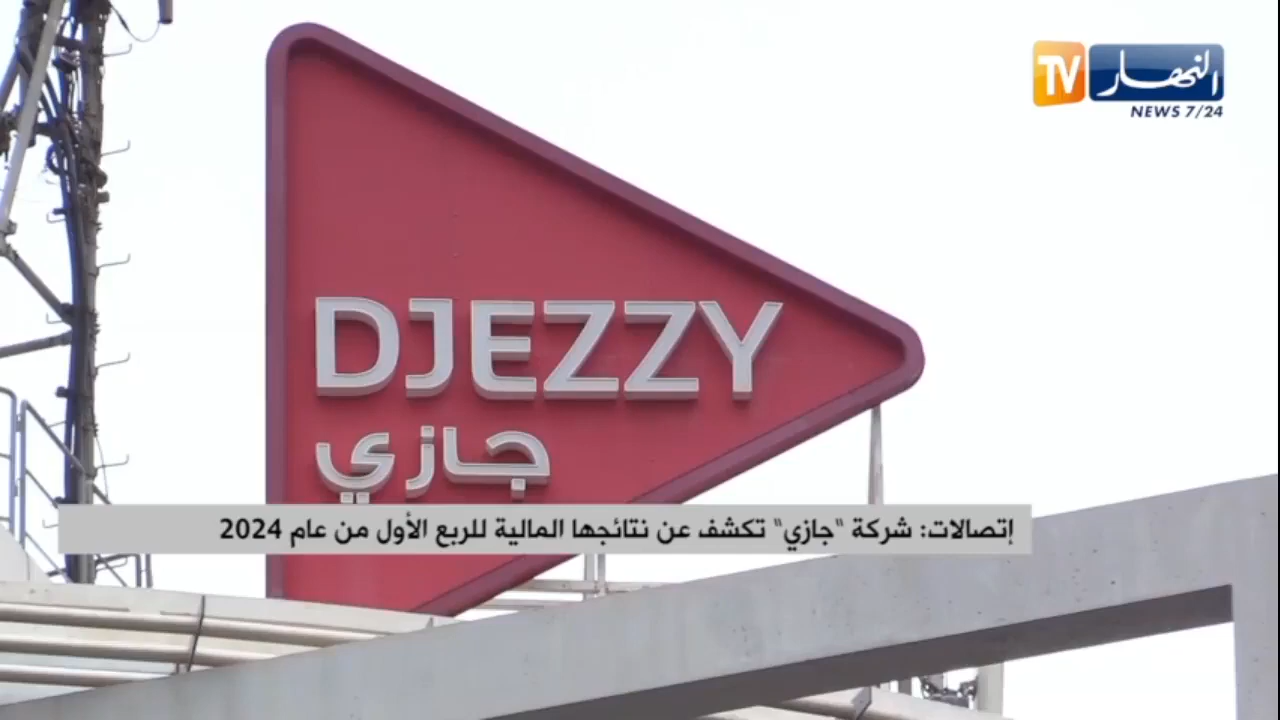 TV النهار
NEWS 7/24
DJEZZY
جازي
إتصالات: شركة "جازي" تكشف عن نتائجها المالية للربع الأول من عام 2024